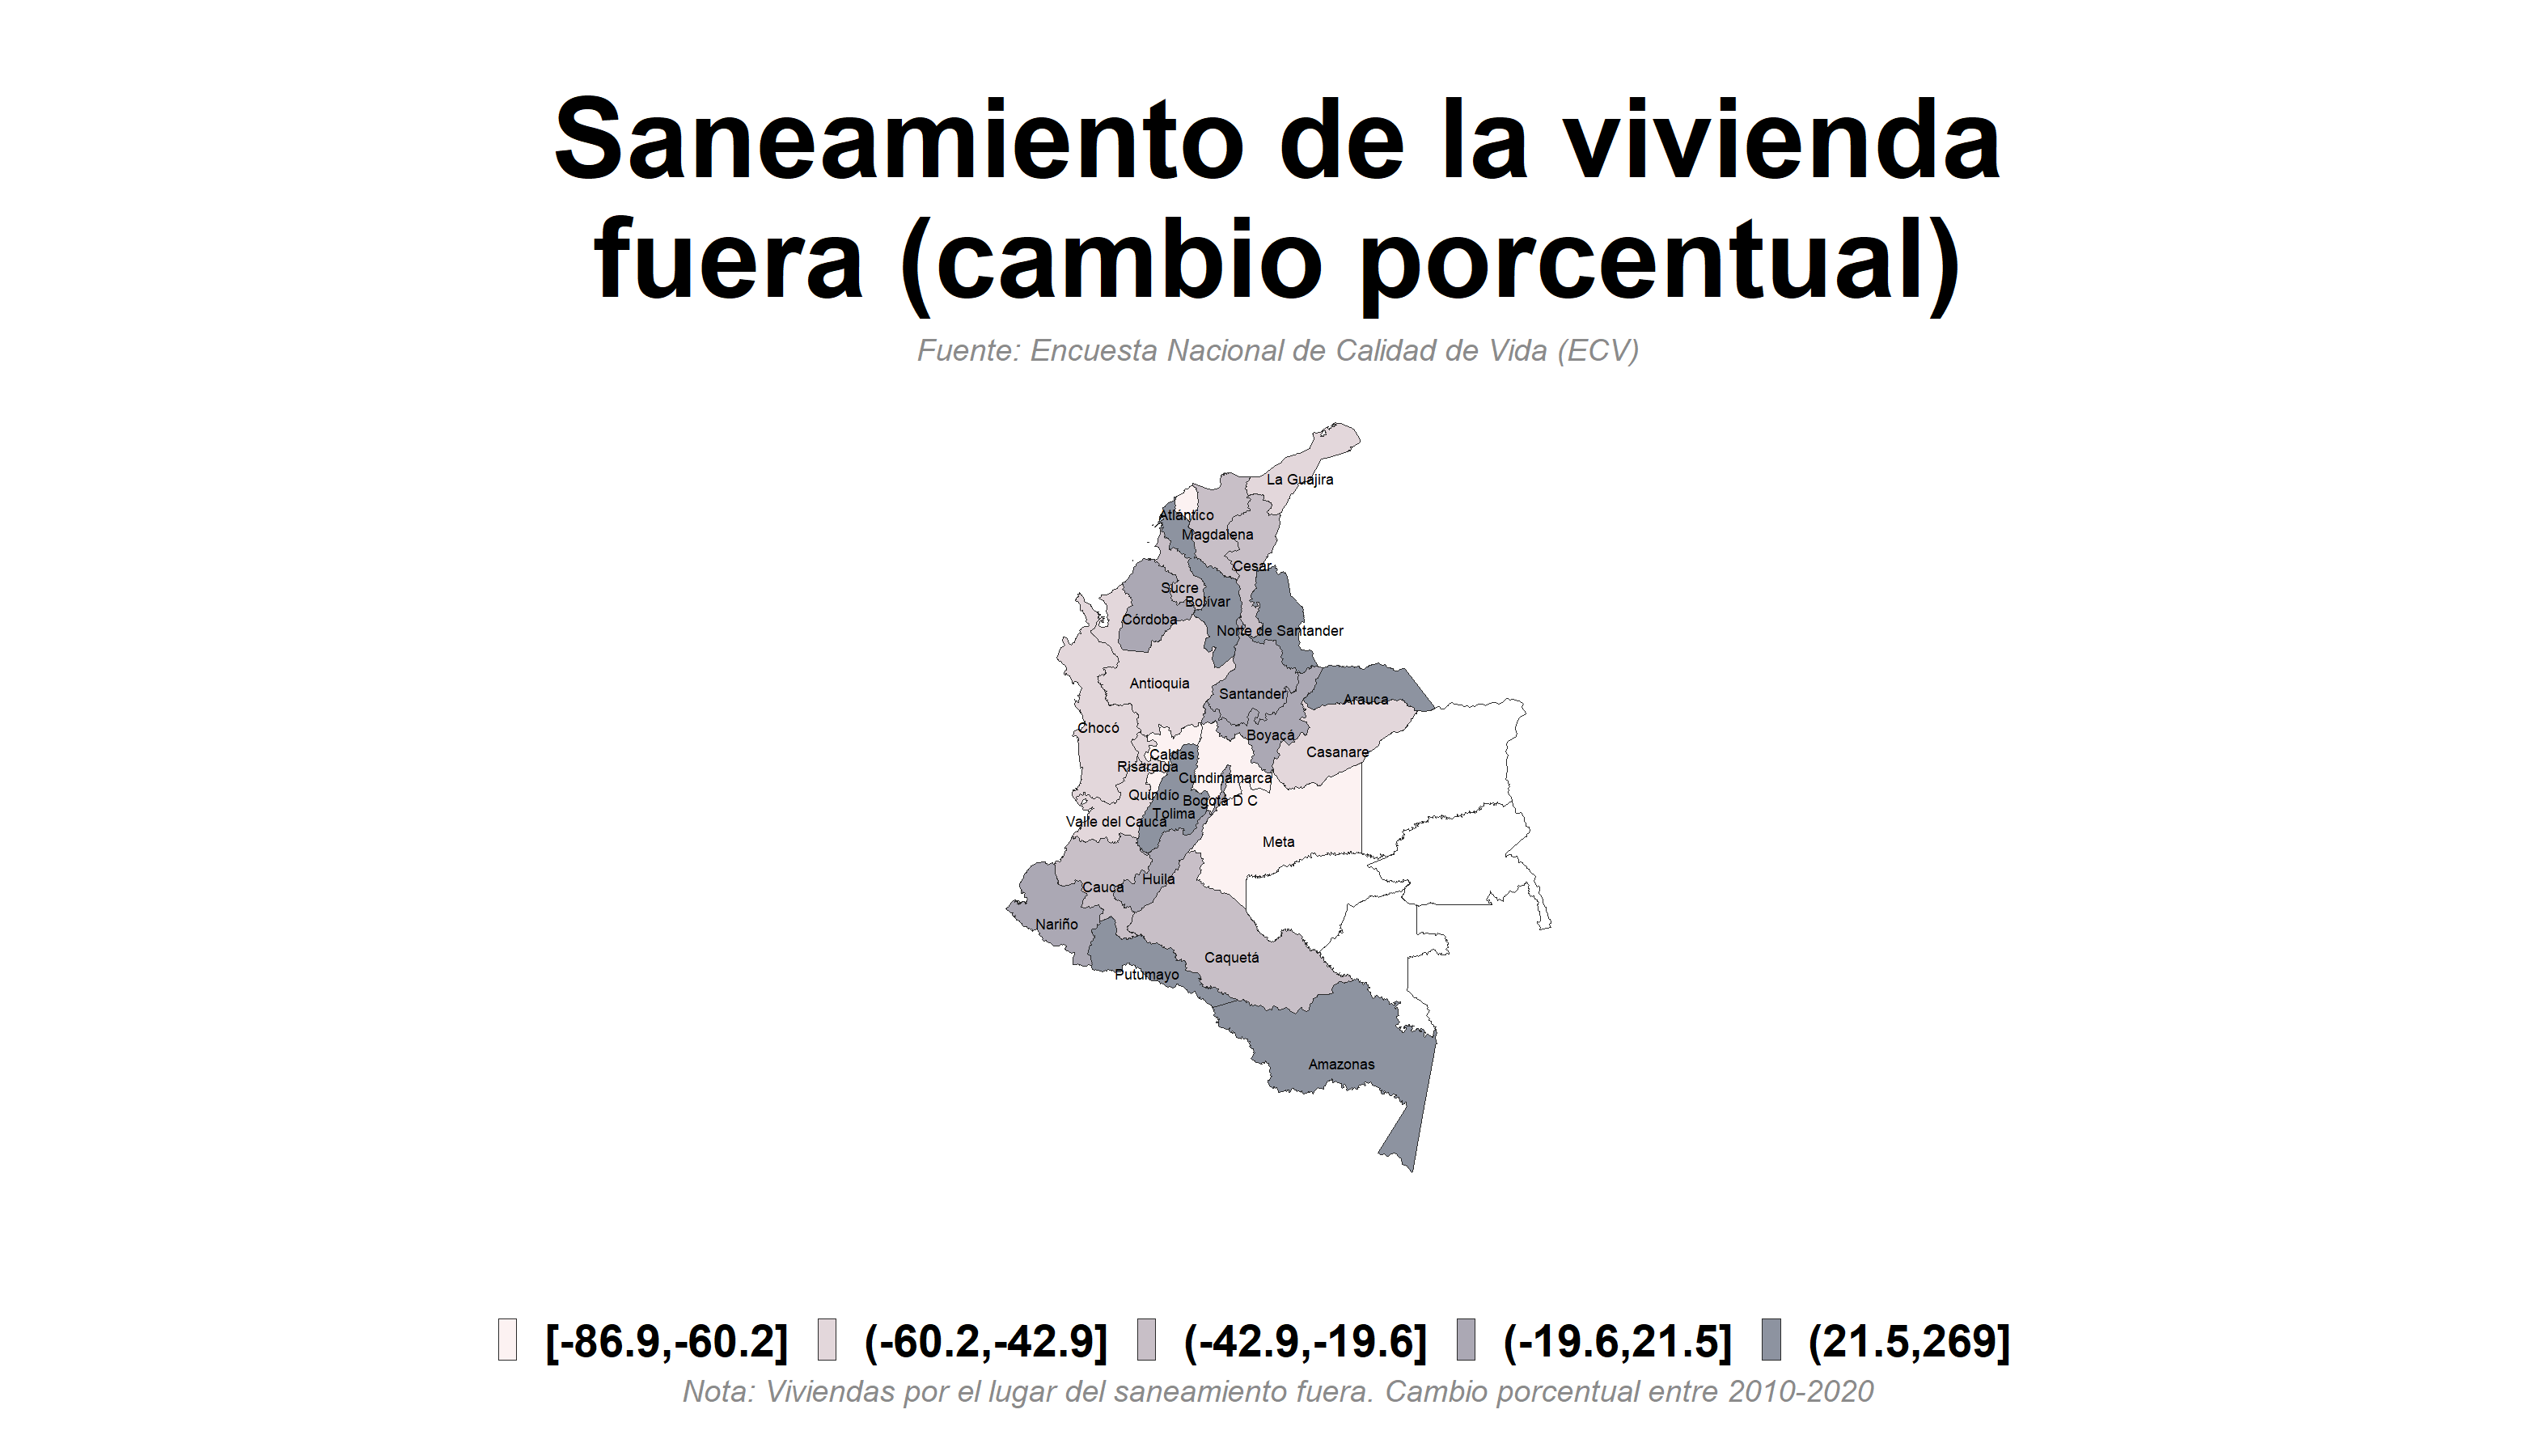 Saneamiento de la vivienda
fuera (cambio porcentual)
Fuente: Encuesta Nacional de Calidad de Vida (ECV)
La Guajira
Atlántico
Magdalena
Cesar
Sucre
Bolívar
Córdoba
Norte de Santander
Antioquia
Santander
Arauca
Chocó
Boyacá
Casanare
Caldas
Risaralda
Cundinamarca
Quindío
Bogotá D C
Tolima
Valle del Cauca
Meta
Huila
Cauca
Nariño
Caquetá
Putumayo
Amazonas
[-86.9,-60.2] (-60.2,-42.9] (-42.9,-19.6] (-19.6,21.5] (21.5,269]
Nota: Viviendas por el lugar del saneamiento fuera. Cambio porcentual entre 2010-2020